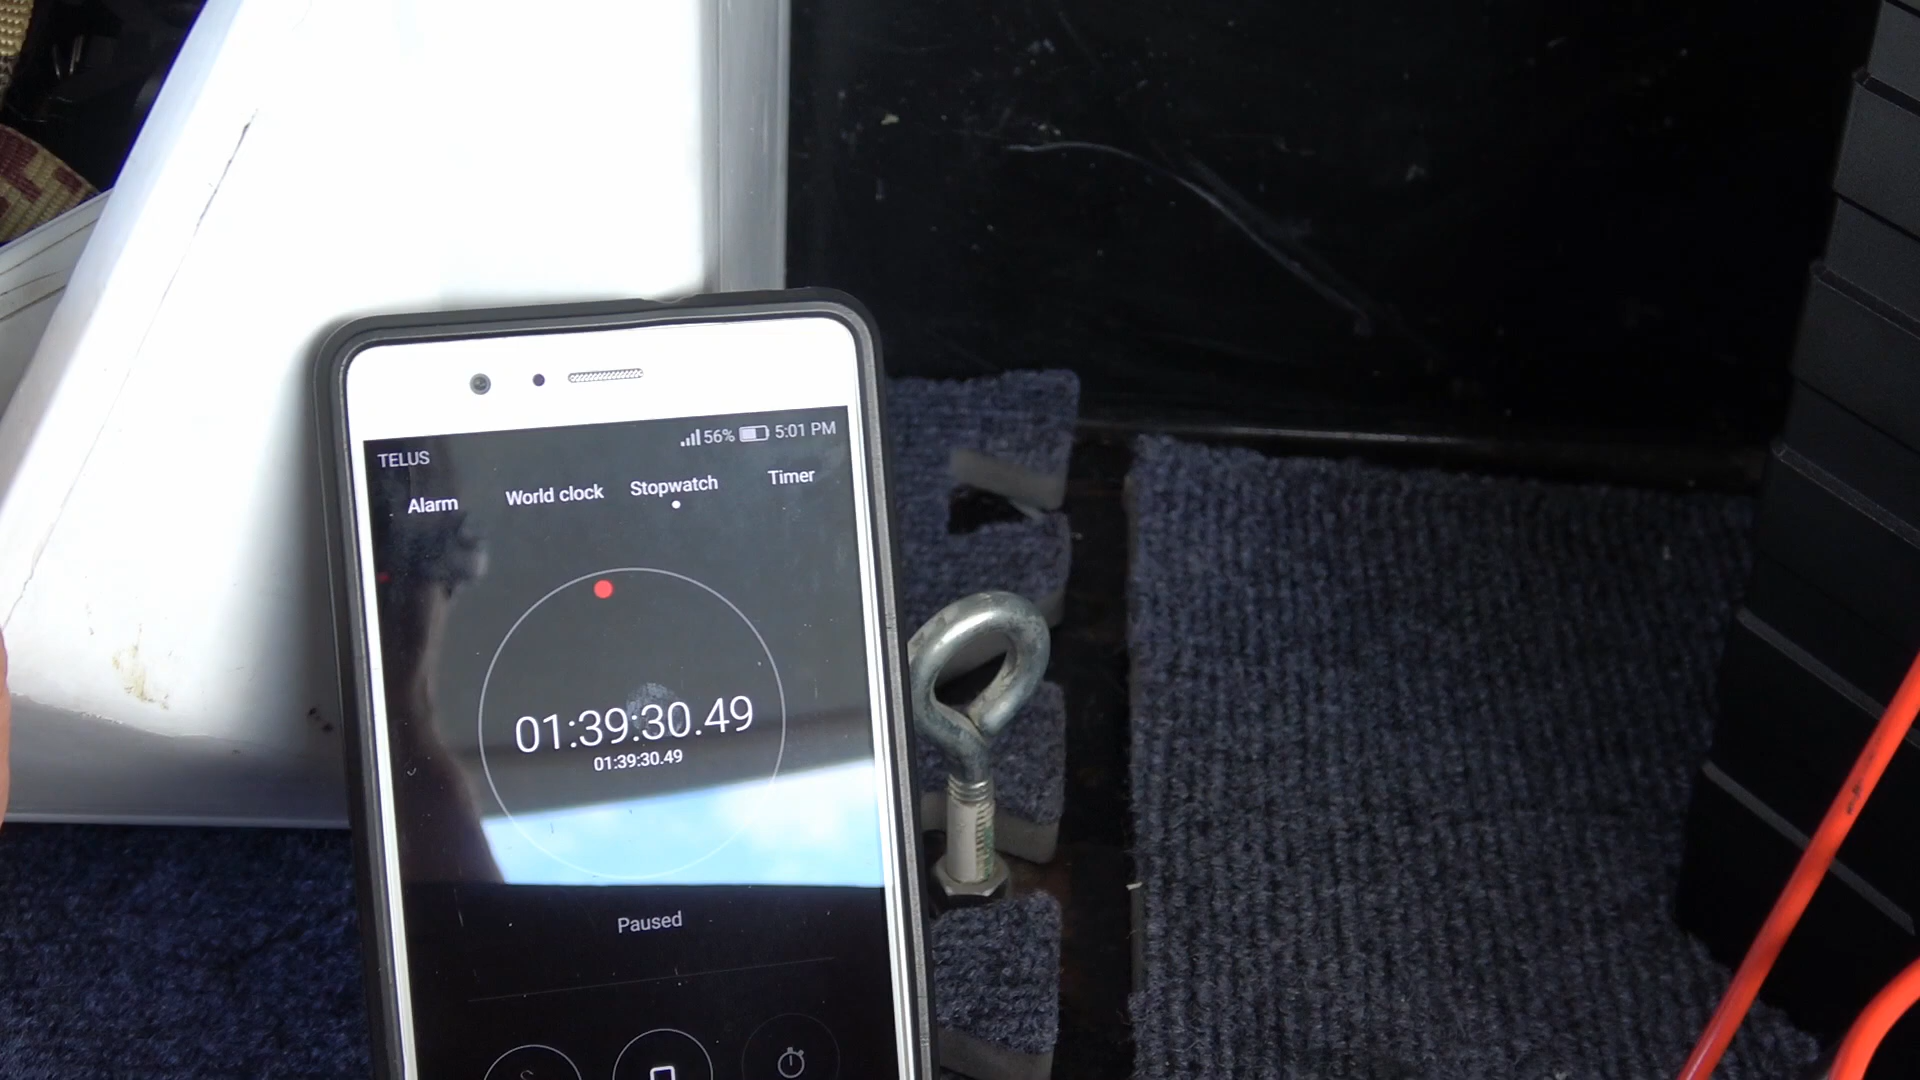 TELUS 56% 5:01 PM
Alarm World clock Stopwatch Timer
01:39:30.49
01:39:30.49
Paused